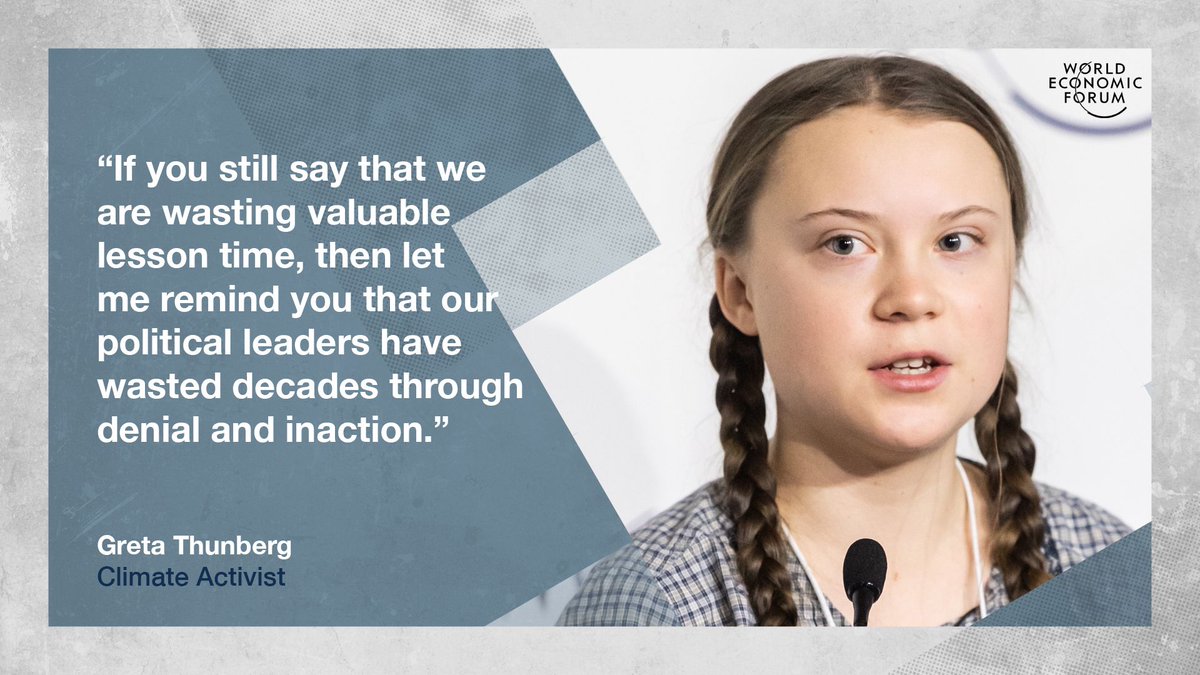 “If you still say that we
are wasting valuable
lesson time, then let
me remind you that our
political leaders have
wasted decades through
denial and inaction.”
Greta Thunberg
Climate Activist
WORLD
ECONOMIC
FORUM